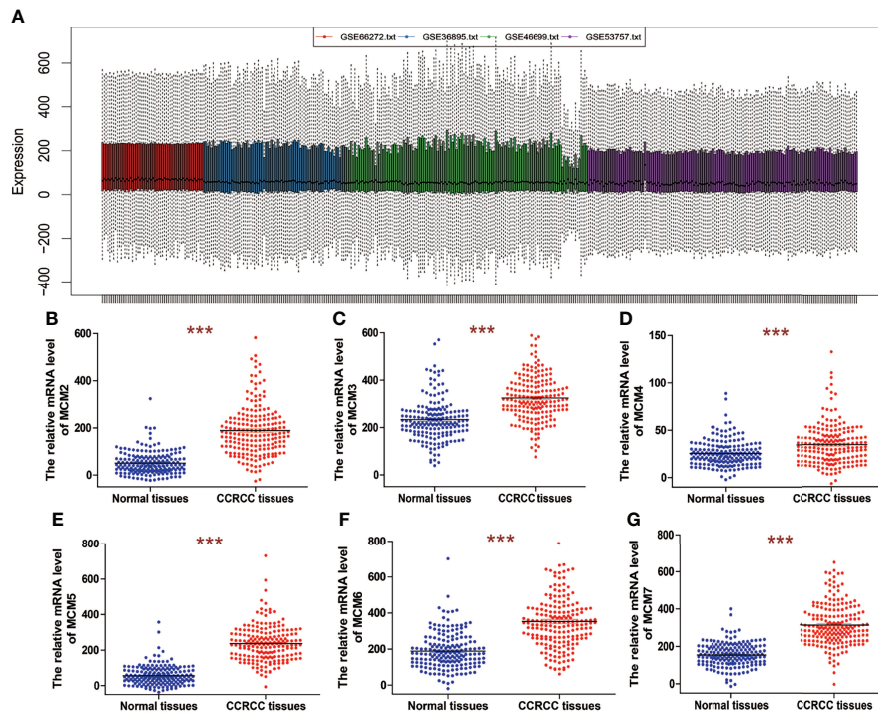 A
GSE66272.txt GSE36895.txt GSE46699.txt GSE53757.txt
Expression
600
400
200
0
−200
−400
B
***
The relative mRNA level
of MCM2
600
400
200
0
Normal tissues CCRCC tissues
C
***
The relative mRNA level
of MCM3
600
400
200
0
Normal tissues CCRCC tissues
D
***
The relative mRNA level
of MCM4
150
100
50
0
Normal tissues CCRCC tissues
E
***
The relative mRNA level
of MCM5
800
600
400
200
0
Normal tissues CCRCC tissues
F
***
The relative mRNA level
of MCM6
800
600
400
200
0
Normal tissues CCRCC tissues
G
***
The relative mRNA level
of MCM7
800
600
400
200
0
Normal tissues CCRCC tissues